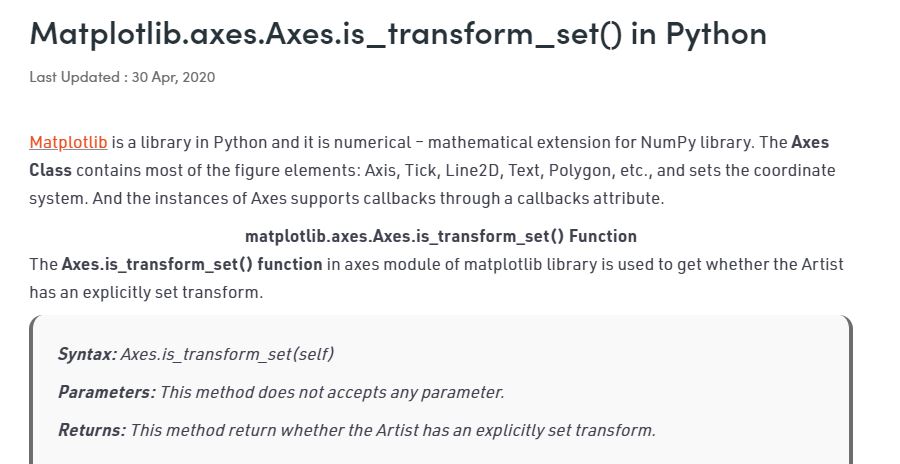 Matplotlib.axes.Axes.is_transform_set() in Python
Last Updated : 30 Apr, 2020
Matplotlib is a library in Python and it is numerical – mathematical extension for NumPy library. The Axes
Class contains most of the figure elements: Axis, Tick, Line2D, Text, Polygon, etc., and sets the coordinate
system. And the instances of Axes supports callbacks through a callbacks attribute.
matplotlib.axes.Axes.is_transform_set() Function
The Axes.is_transform_set() function in axes module of matplotlib library is used to get whether the Artist
has an explicitly set transform.
Syntax: Axes.is_transform_set(self)
Parameters: This method does not accepts any parameter.
Returns: This method return whether the Artist has an explicitly set transform.